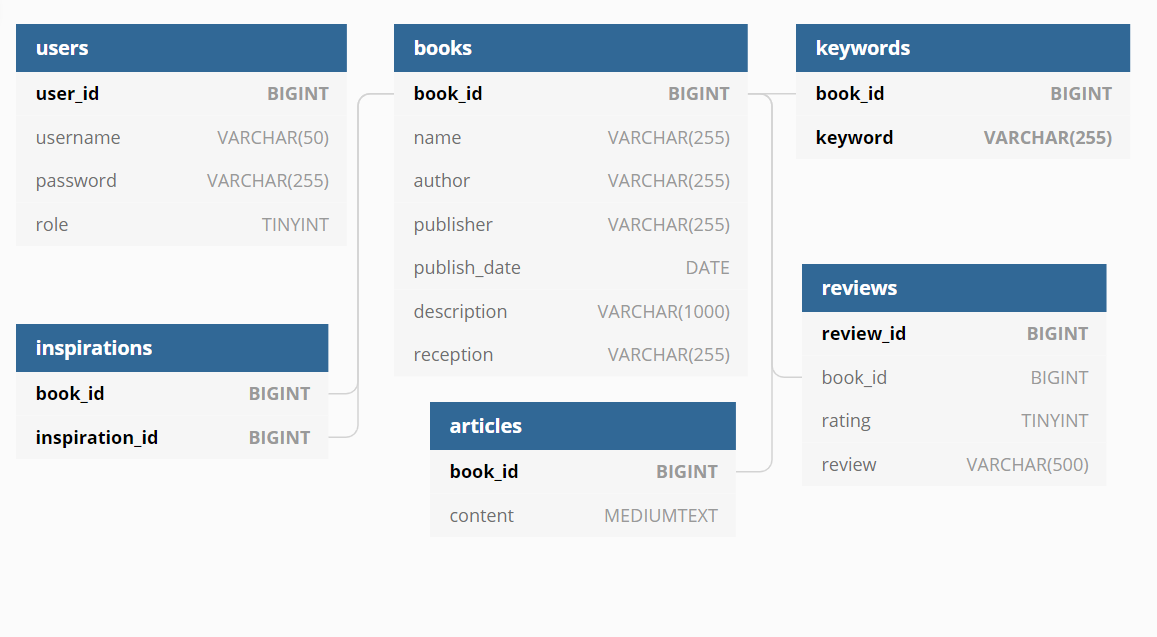 users
user_id BIGINT
username VARCHAR(50)
password VARCHAR(255)
role TINYINT
books
book_id BIGINT
name VARCHAR(255)
author VARCHAR(255)
publisher VARCHAR(255)
publish_date DATE
description VARCHAR(1000)
reception VARCHAR(255)
keywords
book_id BIGINT
keyword VARCHAR(255)
inspirations
book_id BIGINT
inspiration_id BIGINT
articles
book_id BIGINT
content MEDIUMTEXT
reviews
review_id BIGINT
book_id BIGINT
rating TINYINT
review VARCHAR(500)